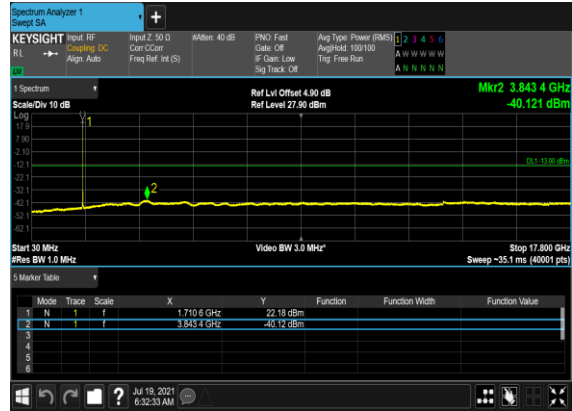 Spectrum Analyzer 1
Swept SA
+
KEYSIGHT Input: RF Input Z: 50 Ω #Atten: 40 dB PNO: Fast Avg Type: Power (RMS) 1 2 3 4 5 6
RL Coupling: DC Corr CCorr Gate: Off Avg|Hold: 100/100 A W W W W W
Align: Auto Freq Ref: Int (S) IF Gain: Low Trig: Free Run
Sig Track: Off A N N N N N
1 Spectrum Ref Lvl Offset 4.90 dB Mkr2 3.843 4 GHz
Scale/Div 10 dB Ref Level 27.90 dBm -40.121 dBm
Log
17.9
7.90
-2.10
-12.1
-22.1
-32.1
-42.1
-52.1
-62.1
1
2
DL1 -13.00 dBm
Start 30 MHz Video BW 3.0 MHz* Stop 17.800 GHz
#Res BW 1.0 MHz Sweep ~35.1 ms (40001 pts)
5 Marker Table
Mode Trace Scale X Y Function Function Width Function Value
1 N 1 f 1.710 6 GHz 22.18 dBm
2 N 1 f 3.843 4 GHz -40.12 dBm
3
4
5
6
? Jul 19, 2021
6:32:33 AM